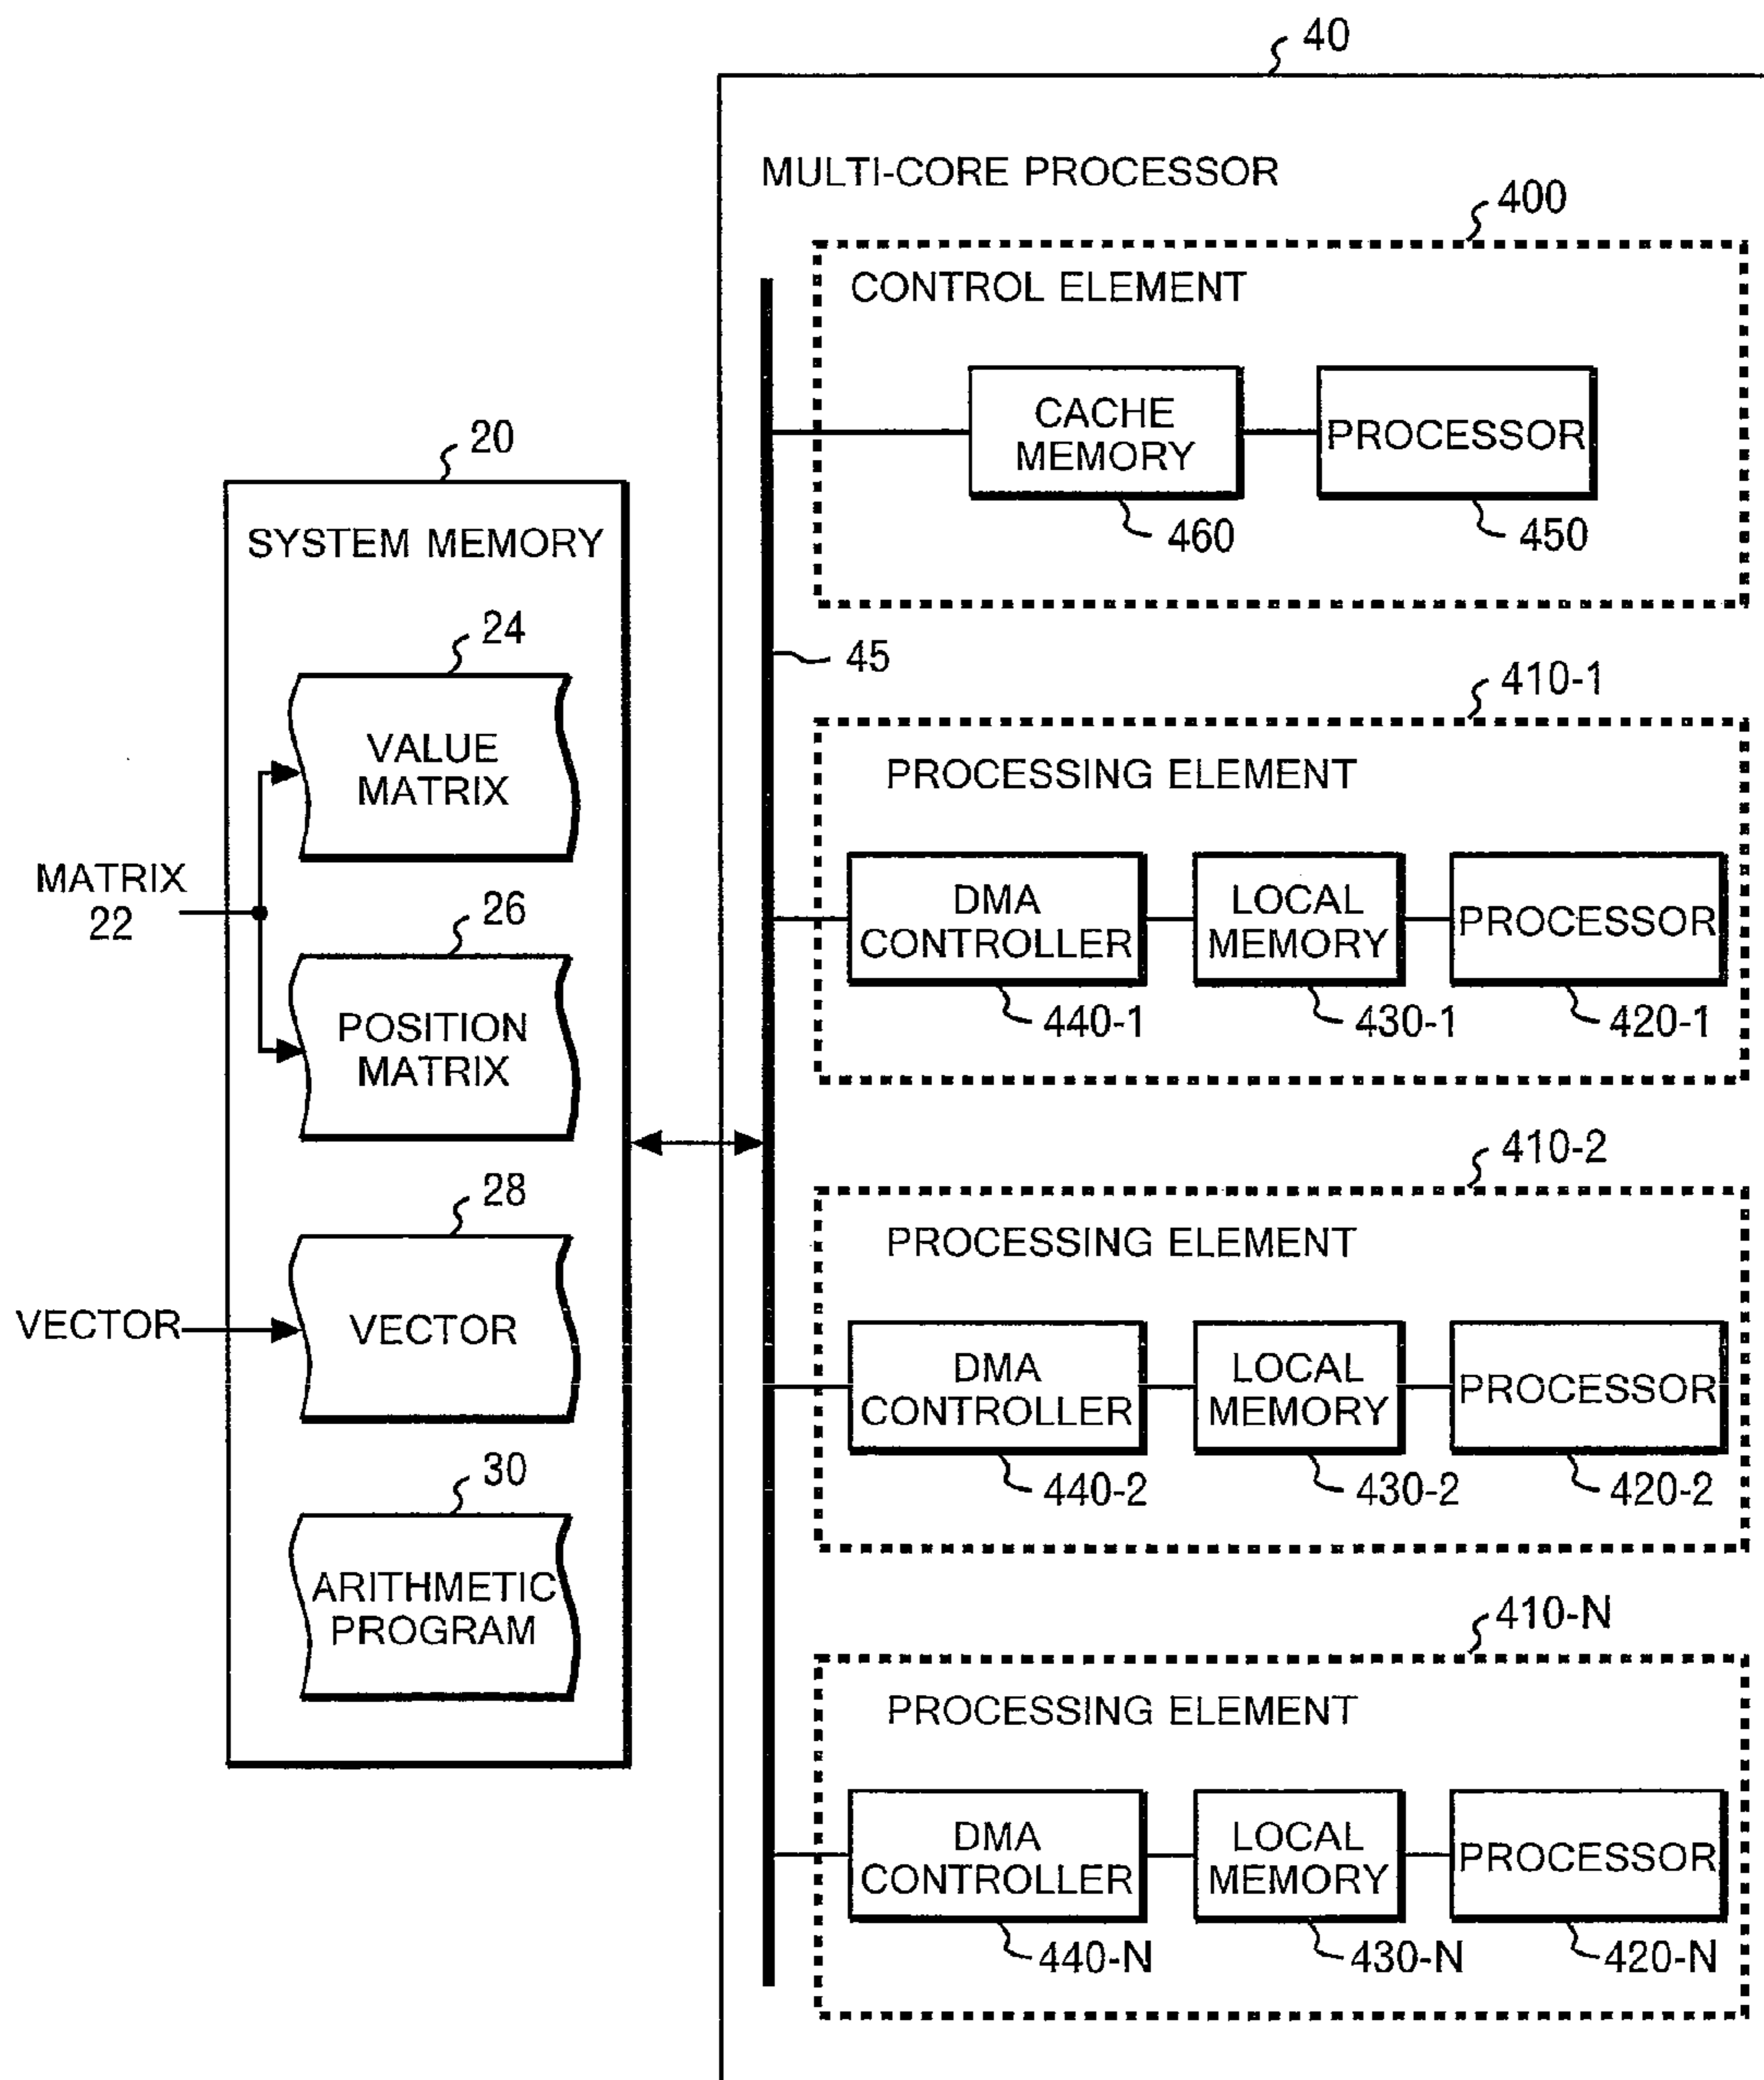 40
MULTI-CORE PROCESSOR
400
CONTROL ELEMENT
CACHE
MEMORY
PROCESSOR
460
450
20
SYSTEM MEMORY
24
VALUE
MATRIX
MATRIX
22
26
POSITION
MATRIX
28
VECTOR
VECTOR
30
ARITHMETIC
PROGRAM
45
410-1
PROCESSING ELEMENT
DMA
CONTROLLER
LOCAL
MEMORY
PROCESSOR
440-1
430-1
420-1
410-2
PROCESSING ELEMENT
DMA
CONTROLLER
LOCAL
MEMORY
PROCESSOR
440-2
430-2
420-2
410-N
PROCESSING ELEMENT
DMA
CONTROLLER
LOCAL
MEMORY
PROCESSOR
440-N
430-N
420-N